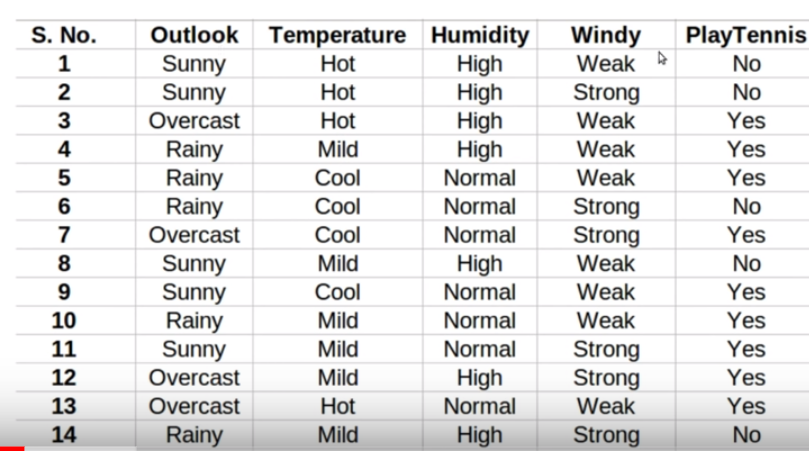 S. No. Outlook Temperature Humidity Windy PlayTennis
1 Sunny Hot High Weak No
2 Sunny Hot High Strong No
3 Overcast Hot High Weak Yes
4 Rainy Mild High Weak Yes
5 Rainy Cool Normal Weak Yes
6 Rainy Cool Normal Strong No
7 Overcast Cool Normal Strong Yes
8 Sunny Mild High Weak No
9 Sunny Cool Normal Weak Yes
10 Rainy Mild Normal Weak Yes
11 Sunny Mild Normal Strong Yes
12 Overcast Mild High Strong Yes
13 Overcast Hot Normal Weak Yes
14 Rainy Mild High Strong No